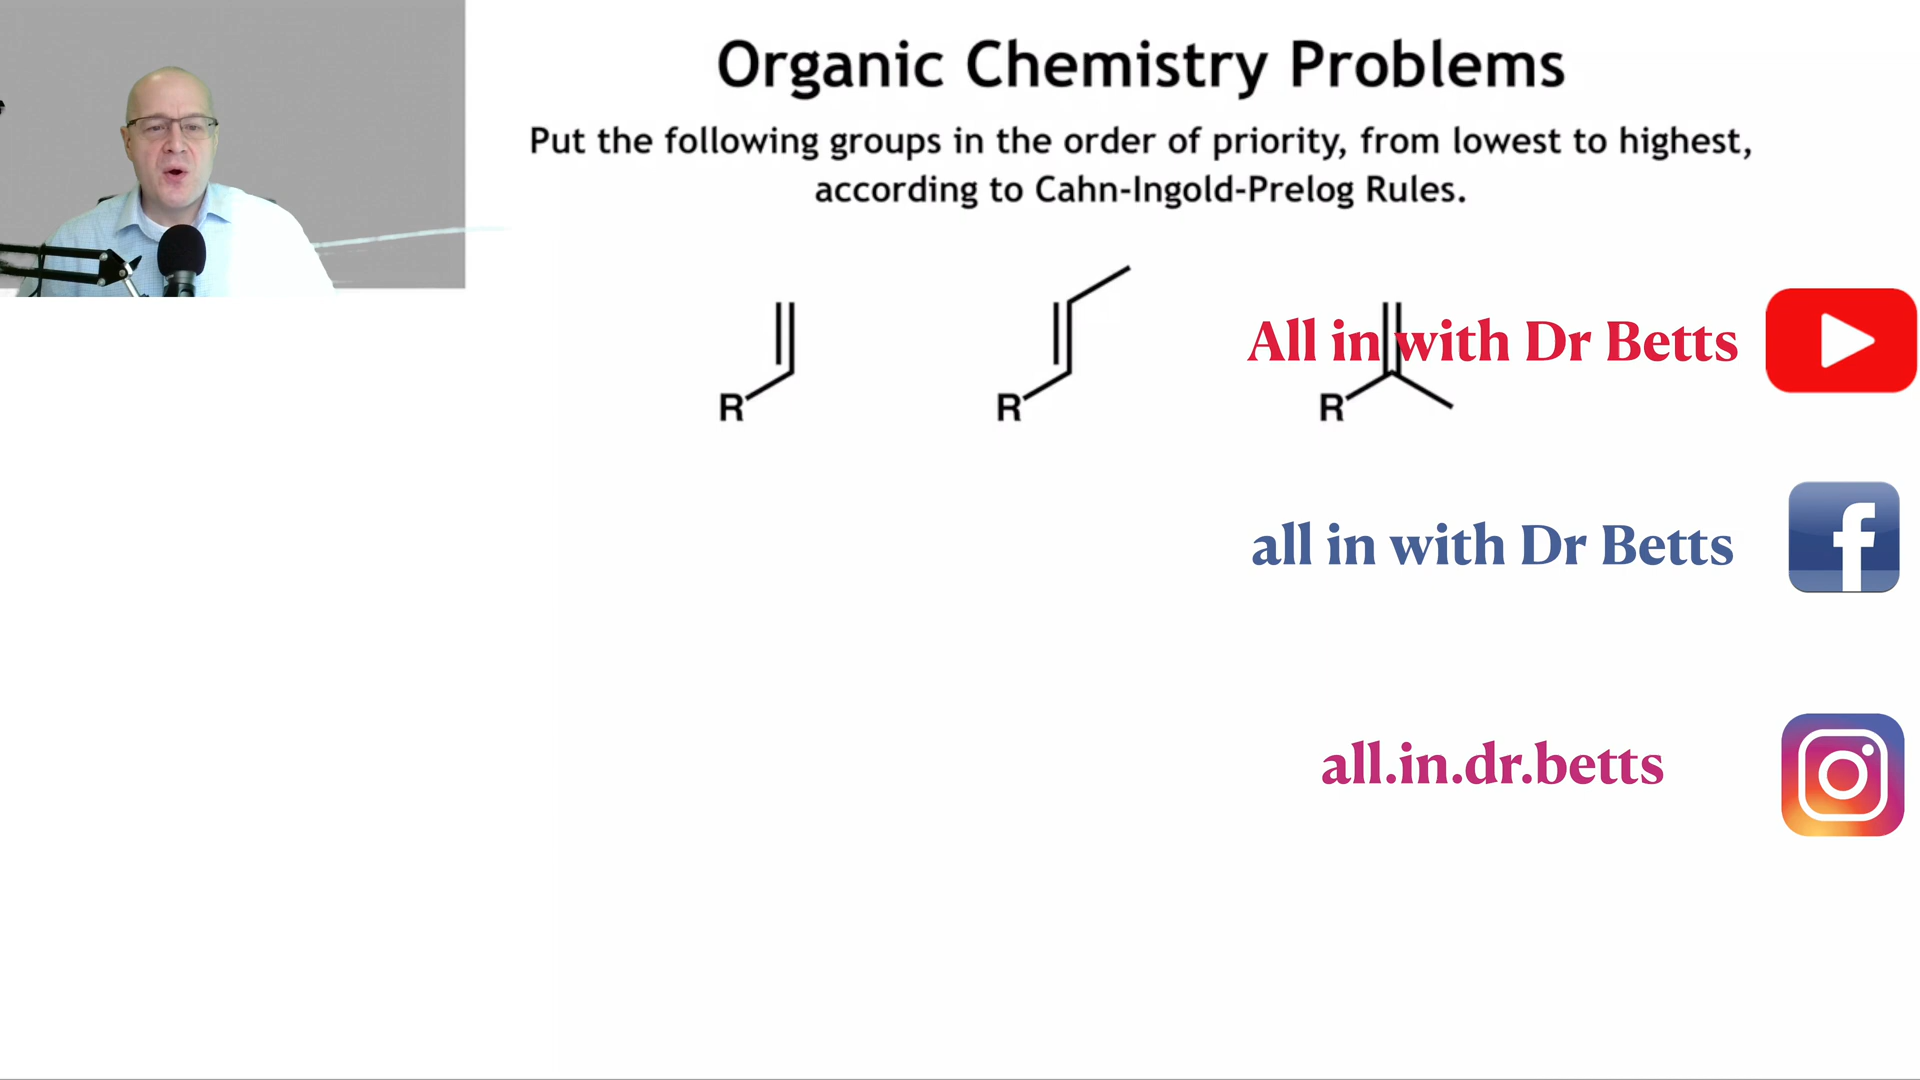 Organic Chemistry Problems
Put the following groups in the order of priority, from lowest to highest,
according to Cahn-Ingold-Prelog Rules.
All in with Dr Betts
R
R
R
all in with Dr Betts
all.in.dr.betts